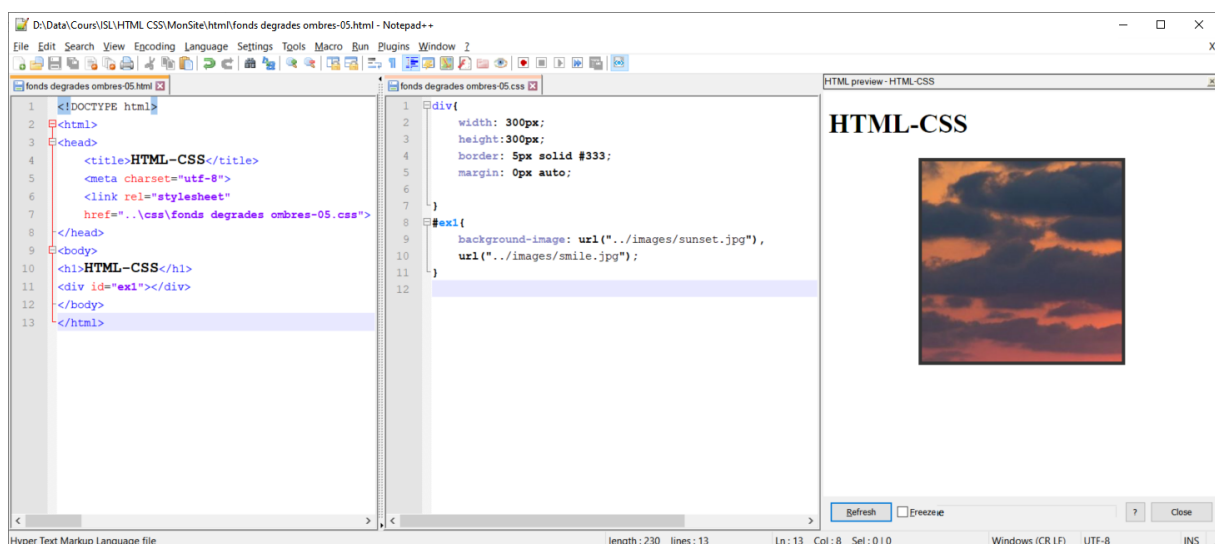 D:\Data\Cours\ISL\HTML CSS\MonSite\html\fonds degrades ombres-05.html - Notepad++
File Edit Search View Encoding Language Settings Tools Macro Run Plugins Window ? X
fonds degrades ombres-05.html
1 <!DOCTYPE html>
2 <html>
3 <head>
4 <title>HTML-CSS</title>
5 <meta charset="utf-8">
6 <link rel="stylesheet"
7 href="..\css\fonds degrades ombres-05.css">
8 </head>
9 <body>
10 <h1>HTML-CSS</h1>
11 <div id="ex1"></div>
12 </body>
13 </html>
fonds degrades ombres-05.css
1 div{
2 width: 300px;
3 height:300px;
4 border: 5px solid #333;
5 margin: 0px auto;
6
7 }
8 #ex1{
9 background-image: url("../images/sunset.jpg"),
10 url("../images/smile.jpg");
11 }
12
HTML preview - HTML-CSS
HTML-CSS
Refresh Freeze ? Close
Hyper Text Markup Language file length : 230 lines : 13 Ln : 13 Col : 8 Sel : 0 | 0 Windows (CR LF) UTF-8 INS